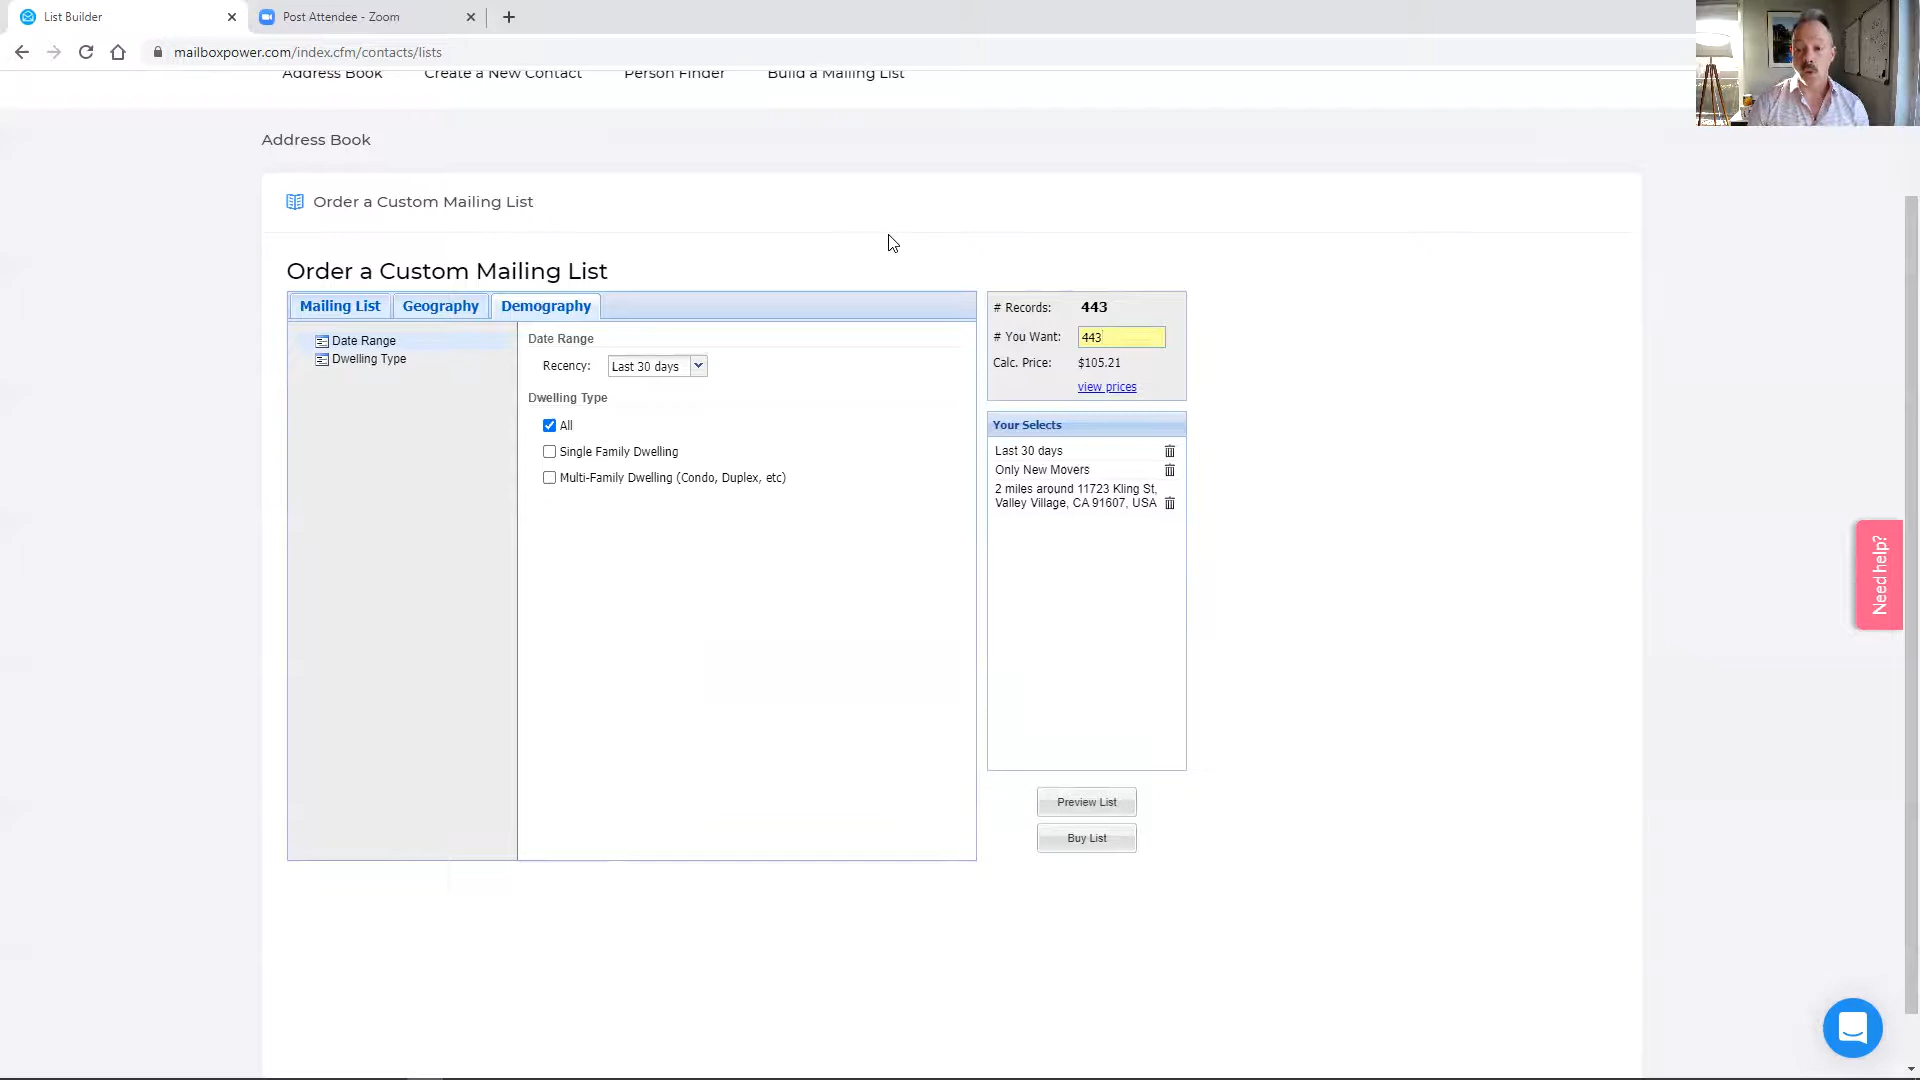 List Builder
Post Attendee - Zoom
mailboxpower.com/index.cfm/contacts/lists
Address Book
Create a New Contact
Person Finder
Build a Mailing List
Address Book
Order a Custom Mailing List
Order a Custom Mailing List
Mailing List
Geography
Demography
Date Range
Dwelling Type
Date Range
Recency:
Last 30 days
Dwelling Type
All
Single Family Dwelling
Multi-Family Dwelling (Condo, Duplex, etc)
# Records: 443
# You Want: 443
Calc. Price: $105.21
view prices
Your Selects
Last 30 days
Only New Movers
2 miles around 11723 Kling St,
Valley Village, CA 91607, USA
Preview List
Buy List
Need help?